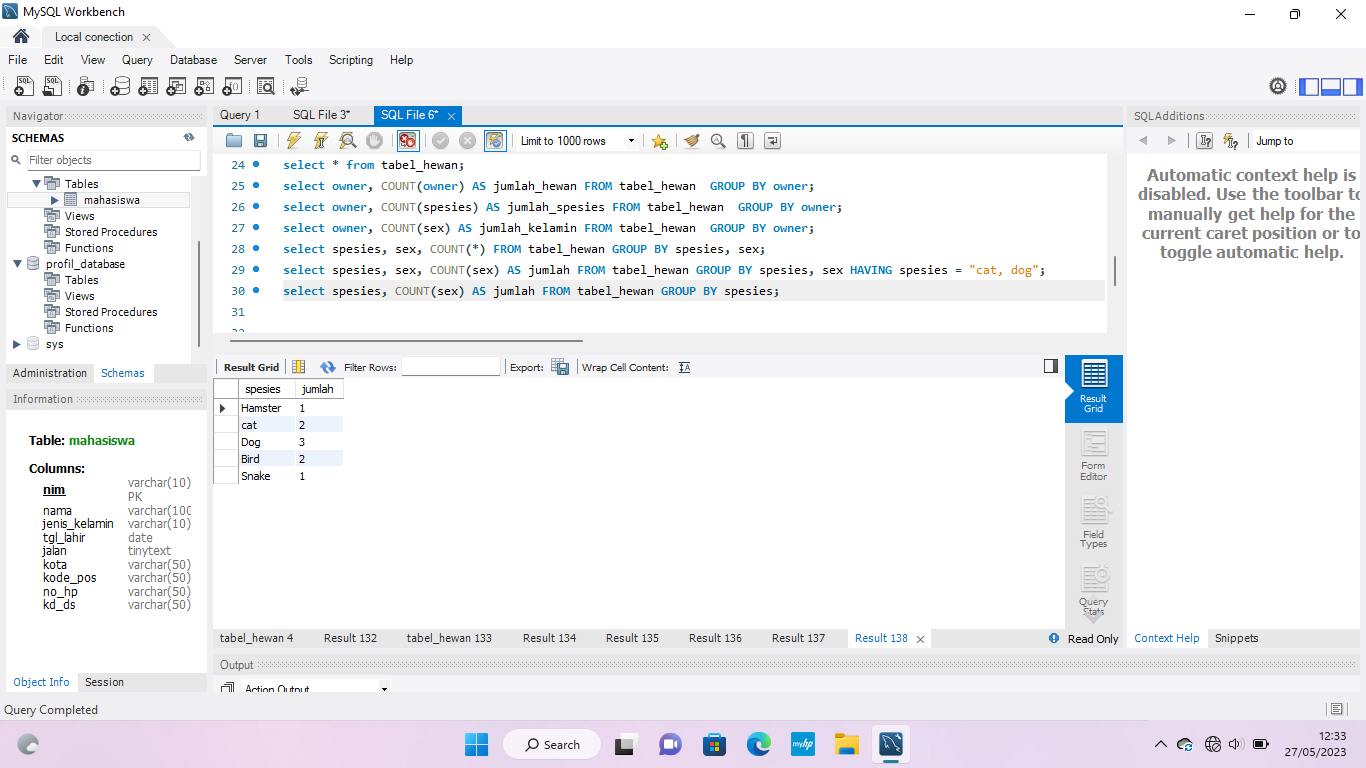 MySQL Workbench
Local conection
File Edit View Query Database Server Tools Scripting Help
Navigator
SCHEMAS
Filter objects
Tables
mahasiswa
Views
Stored Procedures
Functions
profil_database
Tables
Views
Stored Procedures
Functions
sys
Administration Schemas
Information
Table: mahasiswa
Columns:
nim varchar(10) PK
nama varchar(100
jenis_kelamin varchar(10)
tgl_lahir date
jalan tinytext
kota varchar(50)
kode_pos varchar(50)
no_hp varchar(50)
kd_ds varchar(50)
Object Info Session
Query 1 SQL File 3* SQL File 6*
Limit to 1000 rows
24 select * from tabel_hewan;
25 select owner, COUNT(owner) AS jumlah_hewan FROM tabel_hewan  GROUP BY owner;
26 select owner, COUNT(spesies) AS jumlah_spesies FROM tabel_hewan  GROUP BY owner;
27 select owner, COUNT(sex) AS jumlah_kelamin FROM tabel_hewan  GROUP BY owner;
28 select spesies, sex, COUNT(*) FROM tabel_hewan GROUP BY spesies, sex;
29 select spesies, sex, COUNT(sex) AS jumlah FROM tabel_hewan GROUP BY spesies, sex HAVING spesies = "cat, dog";
30 select spesies, COUNT(sex) AS jumlah FROM tabel_hewan GROUP BY spesies;
31
Result Grid Filter Rows: Export: Wrap Cell Content:
spesies jumlah
Hamster 1
cat 2
Dog 3
Bird 2
Snake 1
Result Grid
Form Editor
Field Types
Query Stats
tabel_hewan 4 Result 132 tabel_hewan 133 Result 134 Result 135 Result 136 Result 137 Result 138
Read Only
Output
Action Output
SQLAdditions
Jump to
Automatic context help is
disabled. Use the toolbar to
manually get help for the
current caret position or to
toggle automatic help.
Context Help Snippets
Query Completed
Search
myhp
12:33
27/05/2023